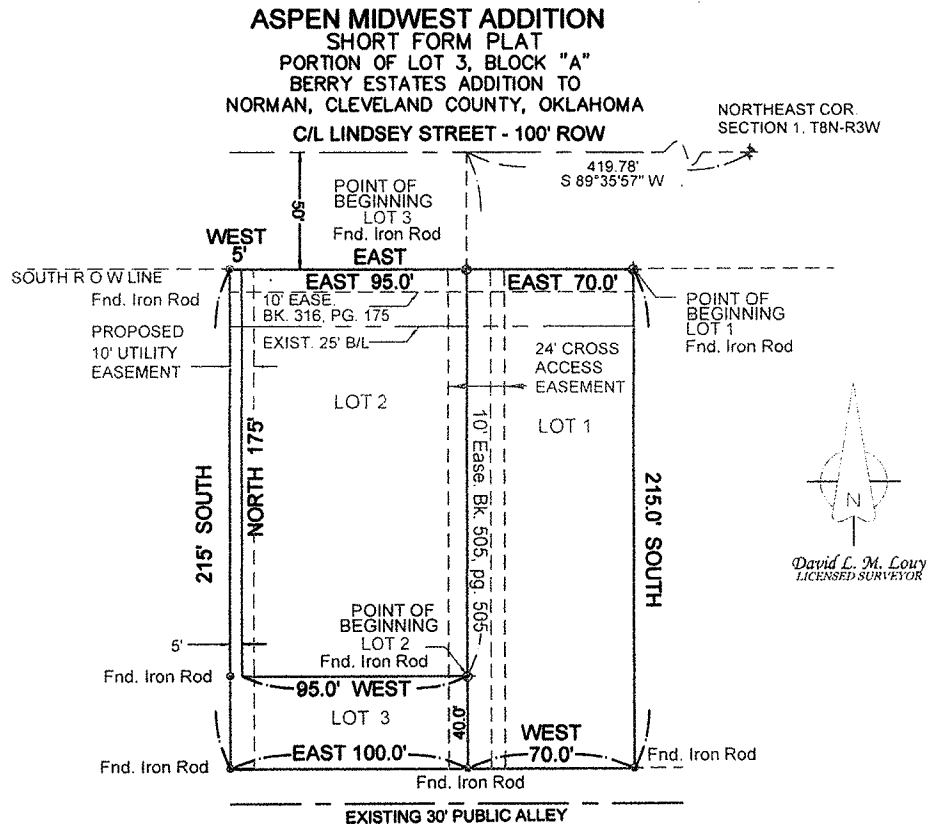 ASPEN MIDWEST ADDITION
SHORT FORM PLAT
PORTION OF LOT 3, BLOCK "A"
BERRY ESTATES ADDITION TO
NORMAN, CLEVELAND COUNTY, OKLAHOMA
C/L LINDSEY STREET - 100' ROW
NORTHEAST COR.
SECTION 1, T8N-R3W
419.78'
S 89°35'57" W
50'
POINT OF
BEGINNING
LOT 3
Fnd. Iron Rod
WEST
5'
EAST
SOUTH R O W LINE
EAST 95.0'
EAST 70.0'
Fnd. Iron Rod
10' EASE.
BK. 316, PG. 175
POINT OF
BEGINNING
LOT 1
Fnd. Iron Rod
PROPOSED
10' UTILITY
EASEMENT
EXIST. 25' B/L
24' CROSS
ACCESS
EASEMENT
LOT 2
LOT 1
215' SOUTH
NORTH 175'
10' Ease. Bk. 505, pg. 505
215.0' SOUTH
N
David L. M. Louy
LICENSED SURVEYOR
POINT OF
BEGINNING
LOT 2
Fnd. Iron Rod
5'
Fnd. Iron Rod
95.0' WEST
LOT 3
40.0'
WEST
70.0'
EAST 100.0'
Fnd. Iron Rod
Fnd. Iron Rod
Fnd. Iron Rod
EXISTING 30' PUBLIC ALLEY